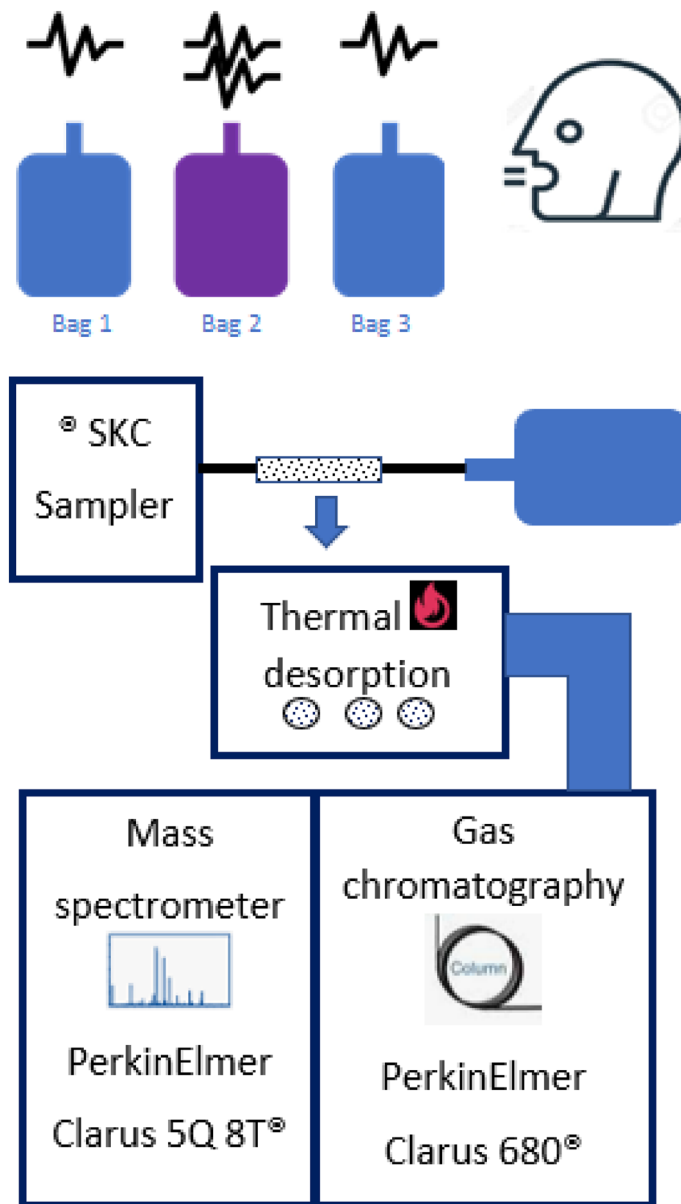 Bag 1
Bag 2
Bag 3
® SKC
Sampler
Thermal
desorption
Mass
spectrometer
PerkinElmer
Clarus 5Q 8T®
Gas
chromatography
Column
PerkinElmer
Clarus 680®